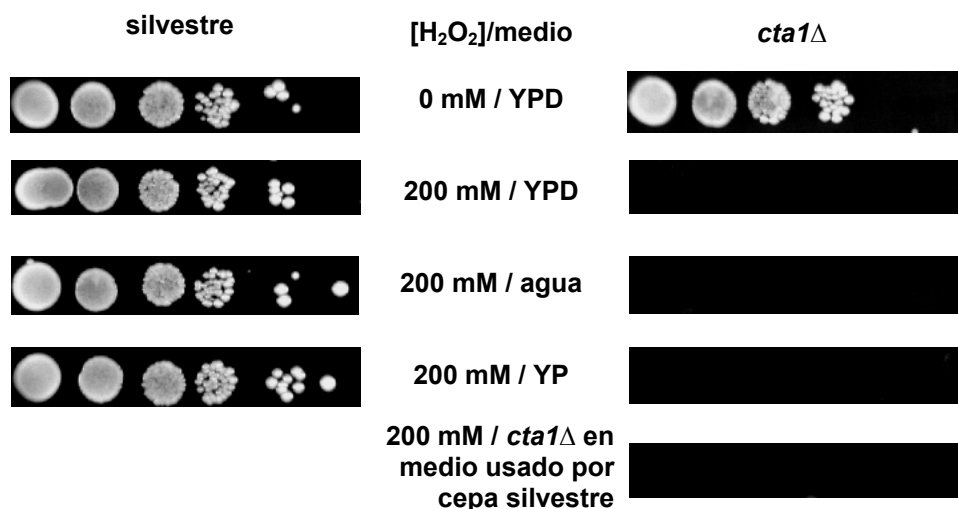 silvestre
[H₂O₂]/medio
cta1Δ
0 mM / YPD
200 mM / YPD
200 mM / agua
200 mM / YP
200 mM / cta1Δ en
medio usado por
cepa silvestre